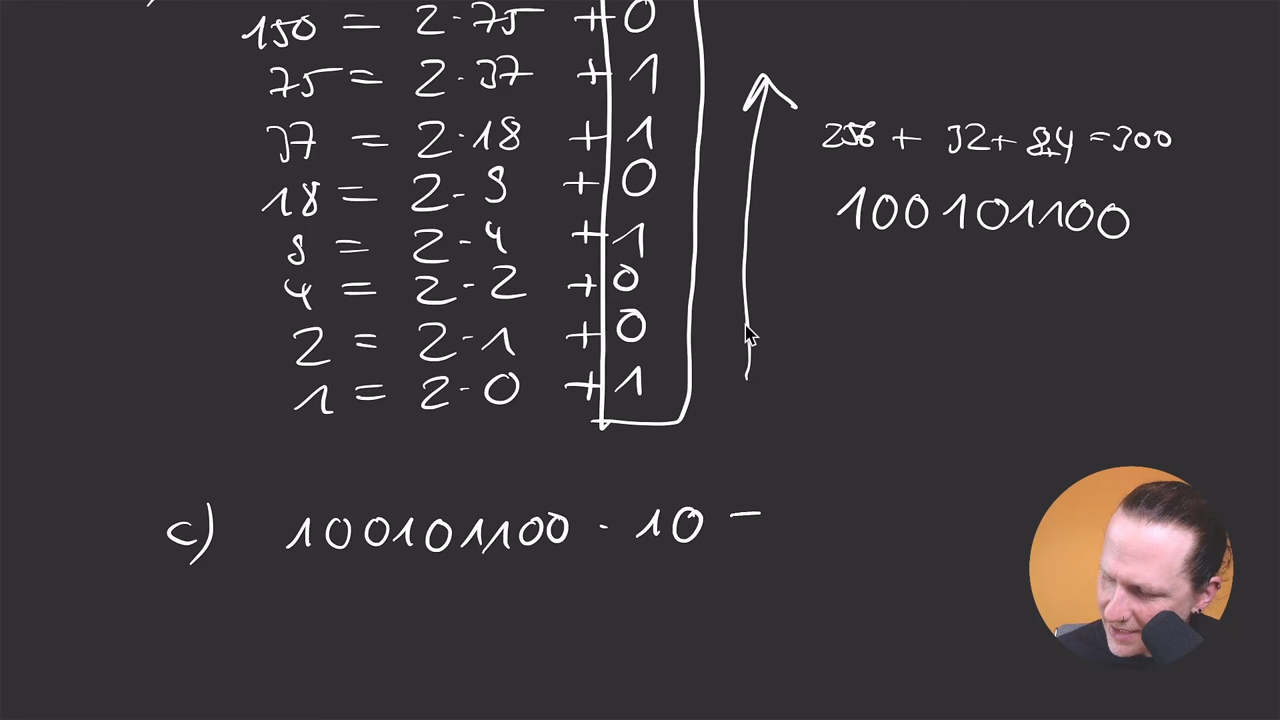 150 = 2·75 + 0
75 = 2·37 + 1
37 = 2·18 + 1
18 = 2·9 + 0
9 = 2·4 + 1
4 = 2·2 + 0
2 = 2·1 + 0
1 = 2·0 + 1
256 + 32 + 8+4 = 300
100101100
c) 100101100 · 10 –